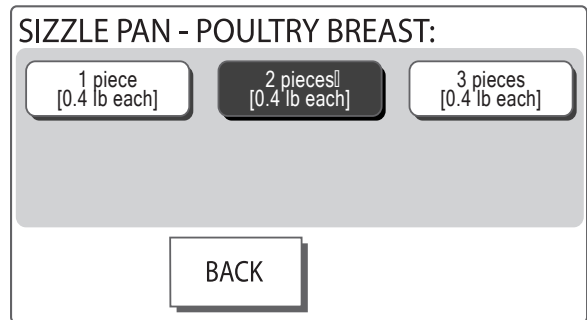 SIZZLE PAN - POULTRY BREAST:
1 piece
[0.4 lb each]
2 pieces
[0.4 lb each]
3 pieces
[0.4 lb each]
BACK